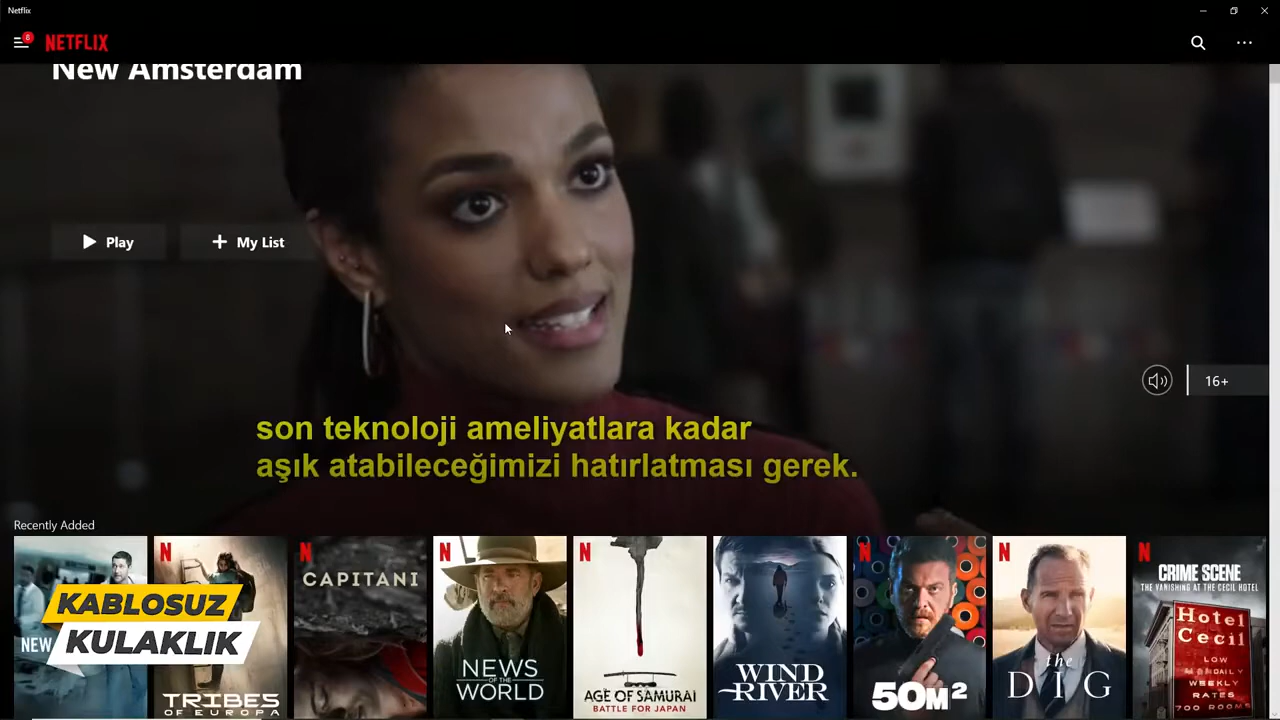 Netflix
8
NETFLIX
New Amsterdam
Play
My List
16+
son teknoloji ameliyatlara kadar
aşık atabileceğimizi hatırlatması gerek.
Recently Added
NEW
KABLOSUZ
KULAKLIK
N
TRIBES
OF EUROPA
N
CAPITANI
N
NEWS
OF THE
WORLD
N
AGE OF SAMURAI
BATTLE FOR JAPAN
WIND
RIVER
N
50M²
N
the
DIG
N
CRIME SCENE
THE VANISHING AT THE CECIL HOTEL
Hotel
Cecil
LOW
DAILY
WEEKLY
RATES
700 ROOMS